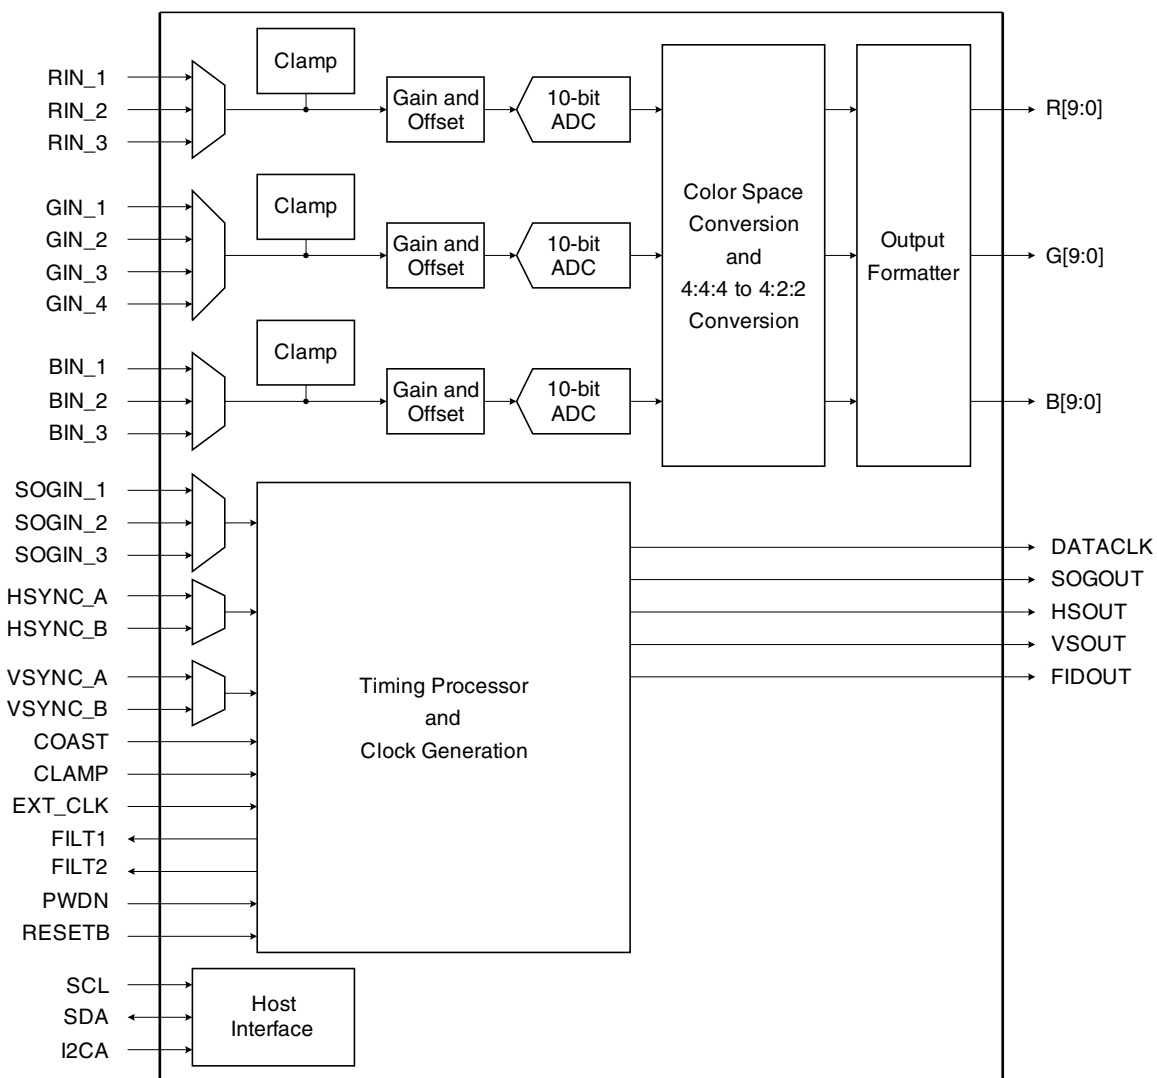 RIN_1
RIN_2
RIN_3
Clamp
Gain and
Offset
10-bit
ADC
GIN_1
GIN_2
GIN_3
GIN_4
Clamp
Gain and
Offset
10-bit
ADC
BIN_1
BIN_2
BIN_3
Clamp
Gain and
Offset
10-bit
ADC
Color Space
Conversion
and
4:4:4 to 4:2:2
Conversion
Output
Formatter
R[9:0]
G[9:0]
B[9:0]
SOGIN_1
SOGIN_2
SOGIN_3
HSYNC_A
HSYNC_B
VSYNC_A
VSYNC_B
COAST
CLAMP
EXT_CLK
FILT1
FILT2
PWDN
RESETB
Timing Processor
and
Clock Generation
DATACLK
SOGOUT
HSOUT
VSOUT
FIDOUT
SCL
SDA
I2CA
Host
Interface